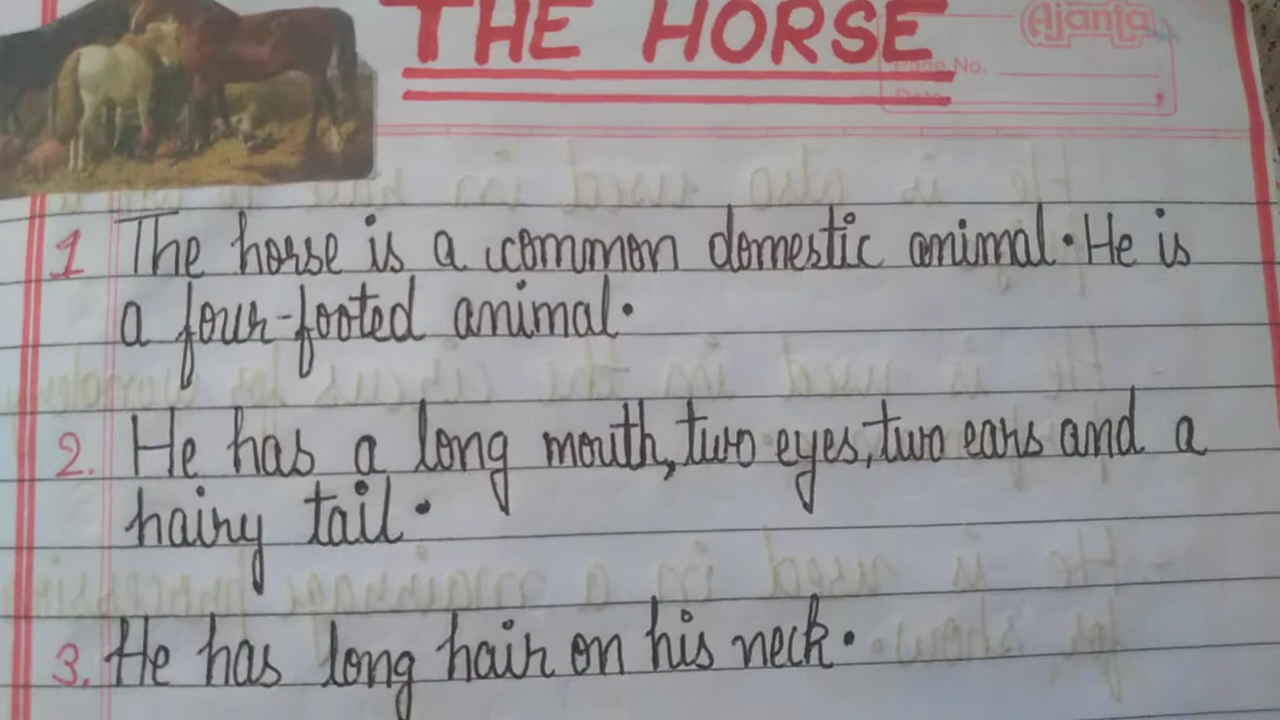 THE HORSE
Ajanta
Page No.
Date
1 The horse is a common domestic animal. He is
a four-footed animal.
2. He has a long mouth, two eyes, two ears and a
hairy tail.
3. He has long hair on his neck.